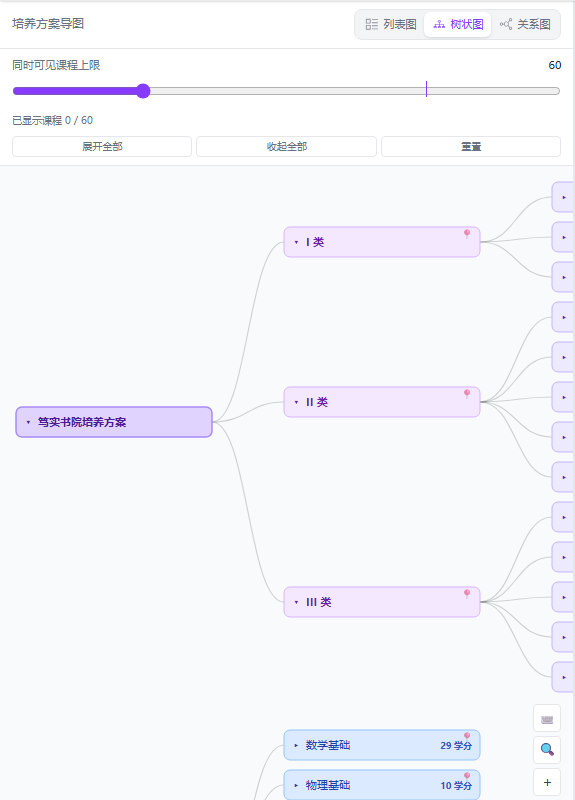 培养方案导图
列表图 树状图 关系图
同时可见课程上限 60
已显示课程 0 / 60
展开全部 收起全部 重置
I 类
II 类
笃实书院培养方案
III 类
数学基础 29 学分
物理基础 10 学分
+